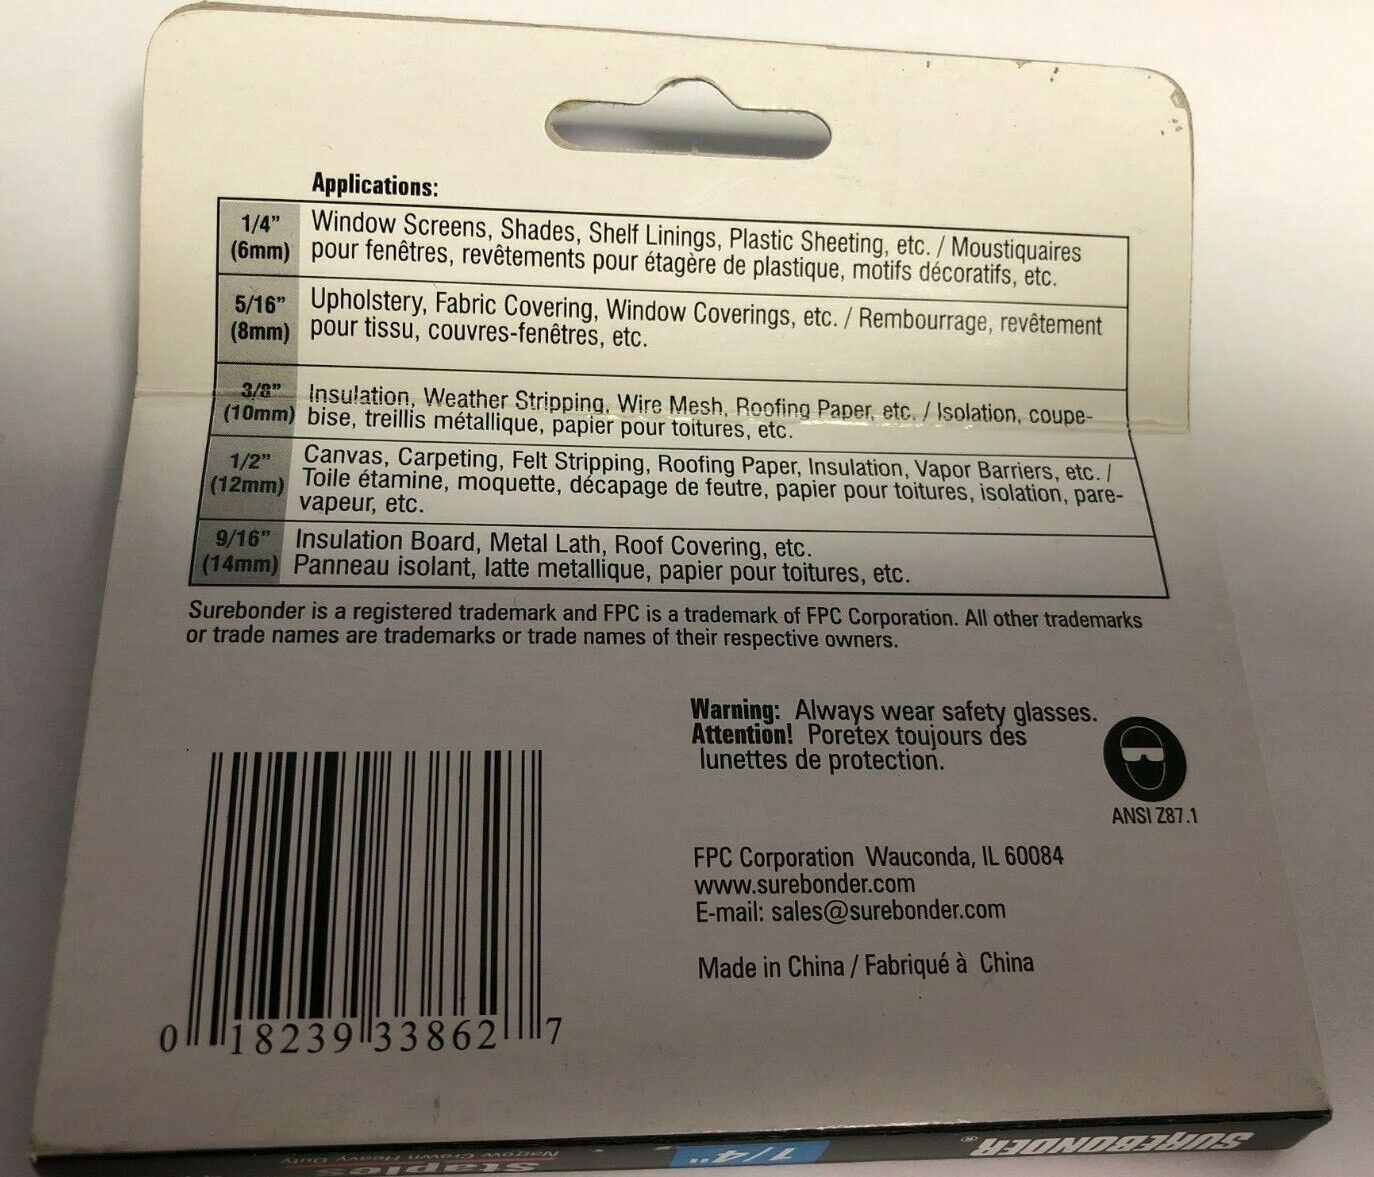 Applications:
1/4” Window Screens, Shades, Shelf Linings, Plastic Sheeting, etc. / Moustiquaires
(6mm) pour fenêtres, revêtements pour étagère de plastique, motifs décoratifs, etc.
5/16” Upholstery, Fabric Covering, Window Coverings, etc. / Rembourrage, revêtement
(8mm) pour tissu, couvres-fenêtres, etc.
3/8” Insulation, Weather Stripping, Wire Mesh, Roofing Paper, etc. / Isolation, coupe-
(10mm) bise, treillis métallique, papier pour toitures, etc.
1/2” Canvas, Carpeting, Felt Stripping, Roofing Paper, Insulation, Vapor Barriers, etc. /
(12mm) Toile étamine, moquette, décapage de feutre, papier pour toitures, isolation, pare-
vapeur, etc.
9/16” Insulation Board, Metal Lath, Roof Covering, etc.
(14mm) Panneau isolant, latte metallique, papier pour toitures, etc.
Surebonder is a registered trademark and FPC is a trademark of FPC Corporation. All other trademarks
or trade names are trademarks or trade names of their respective owners.
Warning: Always wear safety glasses.
Attention! Poretex toujours des
lunettes de protection.
ANSI Z87.1
FPC Corporation Wauconda, IL 60084
www.surebonder.com
E-mail: sales@surebonder.com
Made in China / Fabriqué à China
0 18239 33862 7
SUREBONDER®
1/4"
Staples
Narrow Crown Heavy Duty